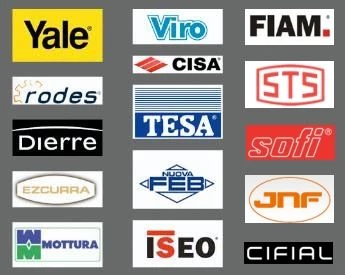 Yale
rodes
Dierre
EZCURRA
MOTTURA
Viro
CISA
TESA
NUOVA
FEB
ISEO
FIAM.
STS
sofi
JNF
CIFIAL